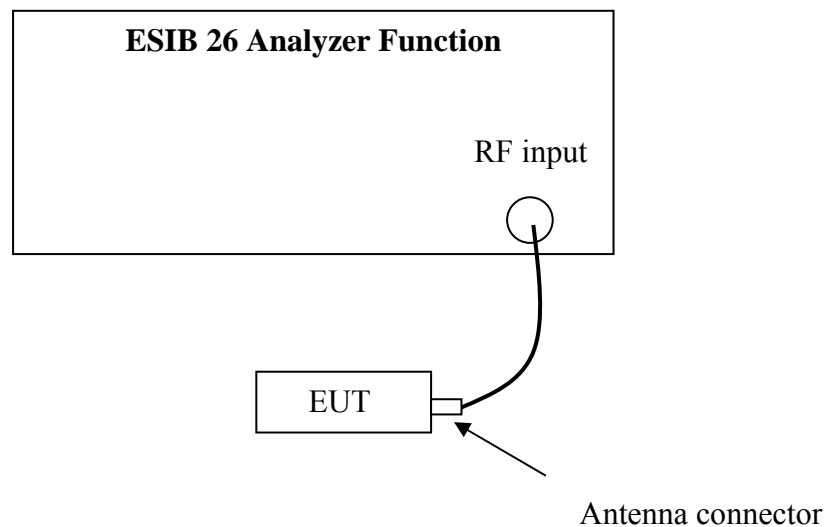 ESIB 26 Analyzer Function
RF input
EUT
Antenna connector